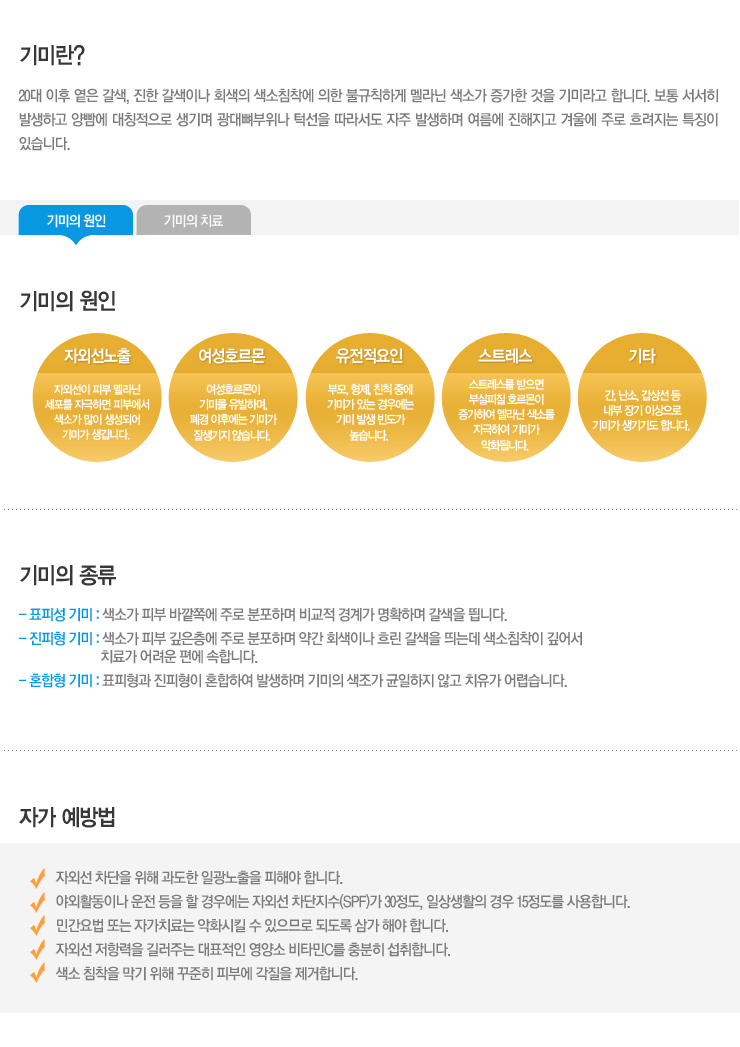 기미란?
20대 이후 옅은 갈색, 진한 갈색이나 회색의 색소침착에 의한 불규칙하게 멜라닌 색소가 증가한 것을 기미라고 합니다. 보통 서서히
발생하고 양뺨에 대칭적으로 생기며 광대뼈부위나 턱선을 따라서도 자주 발생하며 여름에 진해지고 겨울에 주로 흐려지는 특징이
있습니다.
기미의 원인
기미의 치료
기미의 원인
자외선노출
자외선이 피부 멜라닌
세포를 자극하면 피부에서
색소가 많이 생성되어
기미가 생깁니다.
여성호르몬
여성호르몬이
기미를 유발하며,
폐경 이후에는 기미가
잘생기지 않습니다.
유전적요인
부모, 형제, 친척 중에
기미가 있는 경우에는
기미 발생 빈도가
높습니다.
스트레스
스트레스를 받으면
부실피질 호르몬이
증가하여 멜라닌 색소를
자극하여 기미가
악화됩니다.
기타
간, 난소, 갑상선 등
내부 장기 이상으로
기미가 생기기도 합니다.
기미의 종류
- 표피성 기미 : 색소가 피부 바깥쪽에 주로 분포하며 비교적 경계가 명확하며 갈색을 띕니다.
- 진피형 기미 : 색소가 피부 깊은층에 주로 분포하며 약간 회색이나 흐린 갈색을 띄는데 색소침착이 깊어서
치료가 어려운 편에 속합니다.
- 혼합형 기미 : 표피형과 진피형이 혼합하여 발생하며 기미의 색조가 균일하지 않고 치유가 어렵습니다.
자가 예방법
자외선 차단을 위해 과도한 일광노출을 피해야 합니다.
야외활동이나 운전 등을 할 경우에는 자외선 차단지수(SPF)가 30정도, 일상생활의 경우 15정도를 사용합니다.
민간요법 또는 자가치료는 악화시킬 수 있으므로 되도록 삼가 해야 합니다.
자외선 저항력을 길러주는 대표적인 영양소 비타민C를 충분히 섭취합니다.
색소 침착을 막기 위해 꾸준히 피부에 각질을 제거합니다.